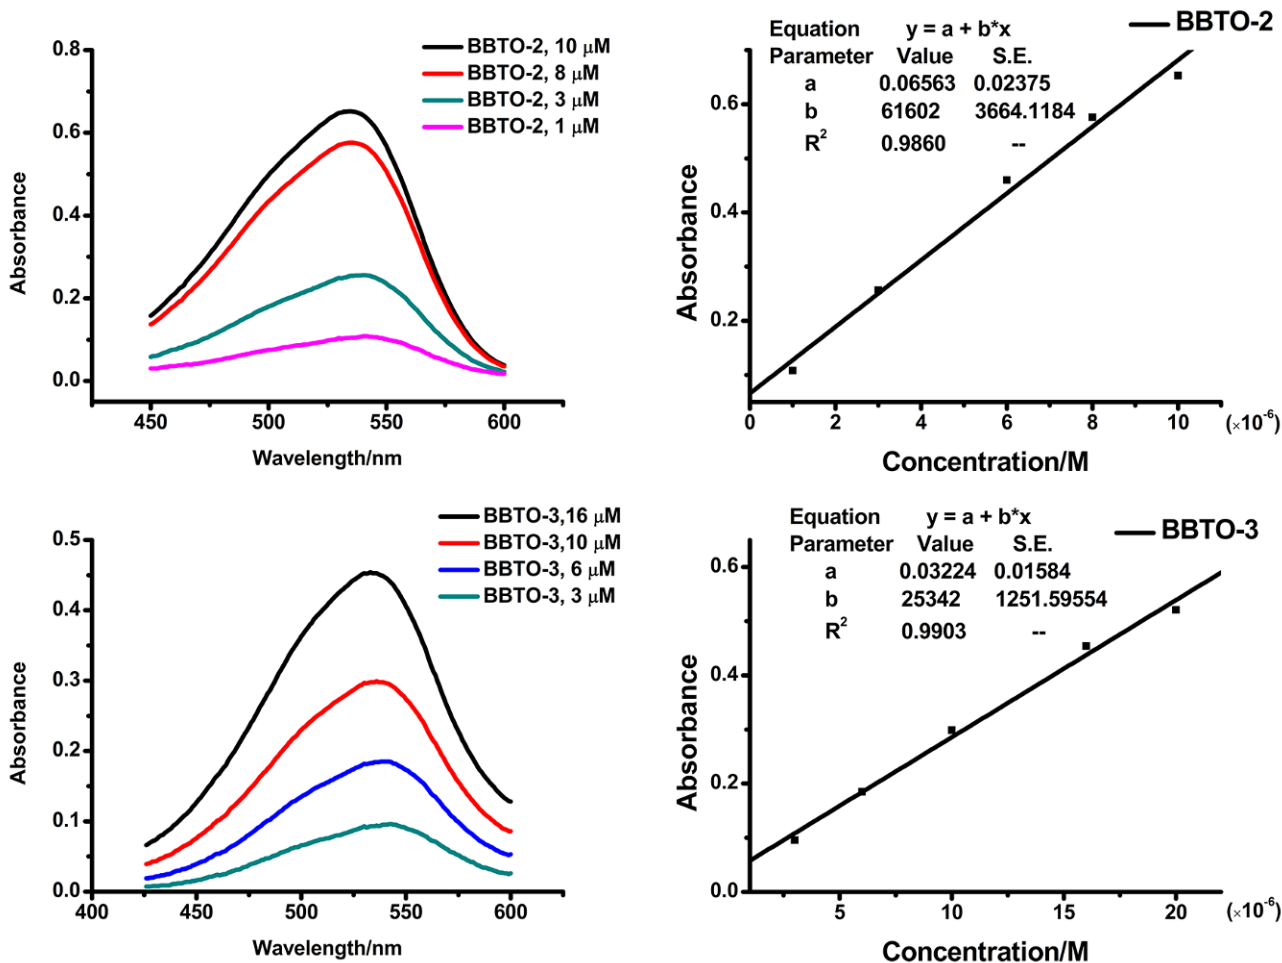 BBTO-2, 10 μM
BBTO-2, 8 μM
BBTO-2, 3 μM
BBTO-2, 1 μM
0.8
0.6
0.4
0.2
0.0
Absorbance
450 500 550 600
Wavelength/nm
BBTO-2
Equation y = a + b*x
Parameter Value S.E.
a 0.06563 0.02375
b 61602 3664.1184
R² 0.9860 --
0.6
0.4
0.2
Absorbance
0 2 4 6 8 10 (×10⁻⁶)
Concentration/M
BBTO-3,16 μM
BBTO-3,10 μM
BBTO-3, 6 μM
BBTO-3, 3 μM
0.5
0.4
0.3
0.2
0.1
0.0
Absorbance
400 450 500 550 600
Wavelength/nm
BBTO-3
Equation y = a + b*x
Parameter Value S.E.
a 0.03224 0.01584
b 25342 1251.59554
R² 0.9903 --
0.6
0.4
0.2
0.0
Absorbance
5 10 15 20 (×10⁻⁶)
Concentration/M